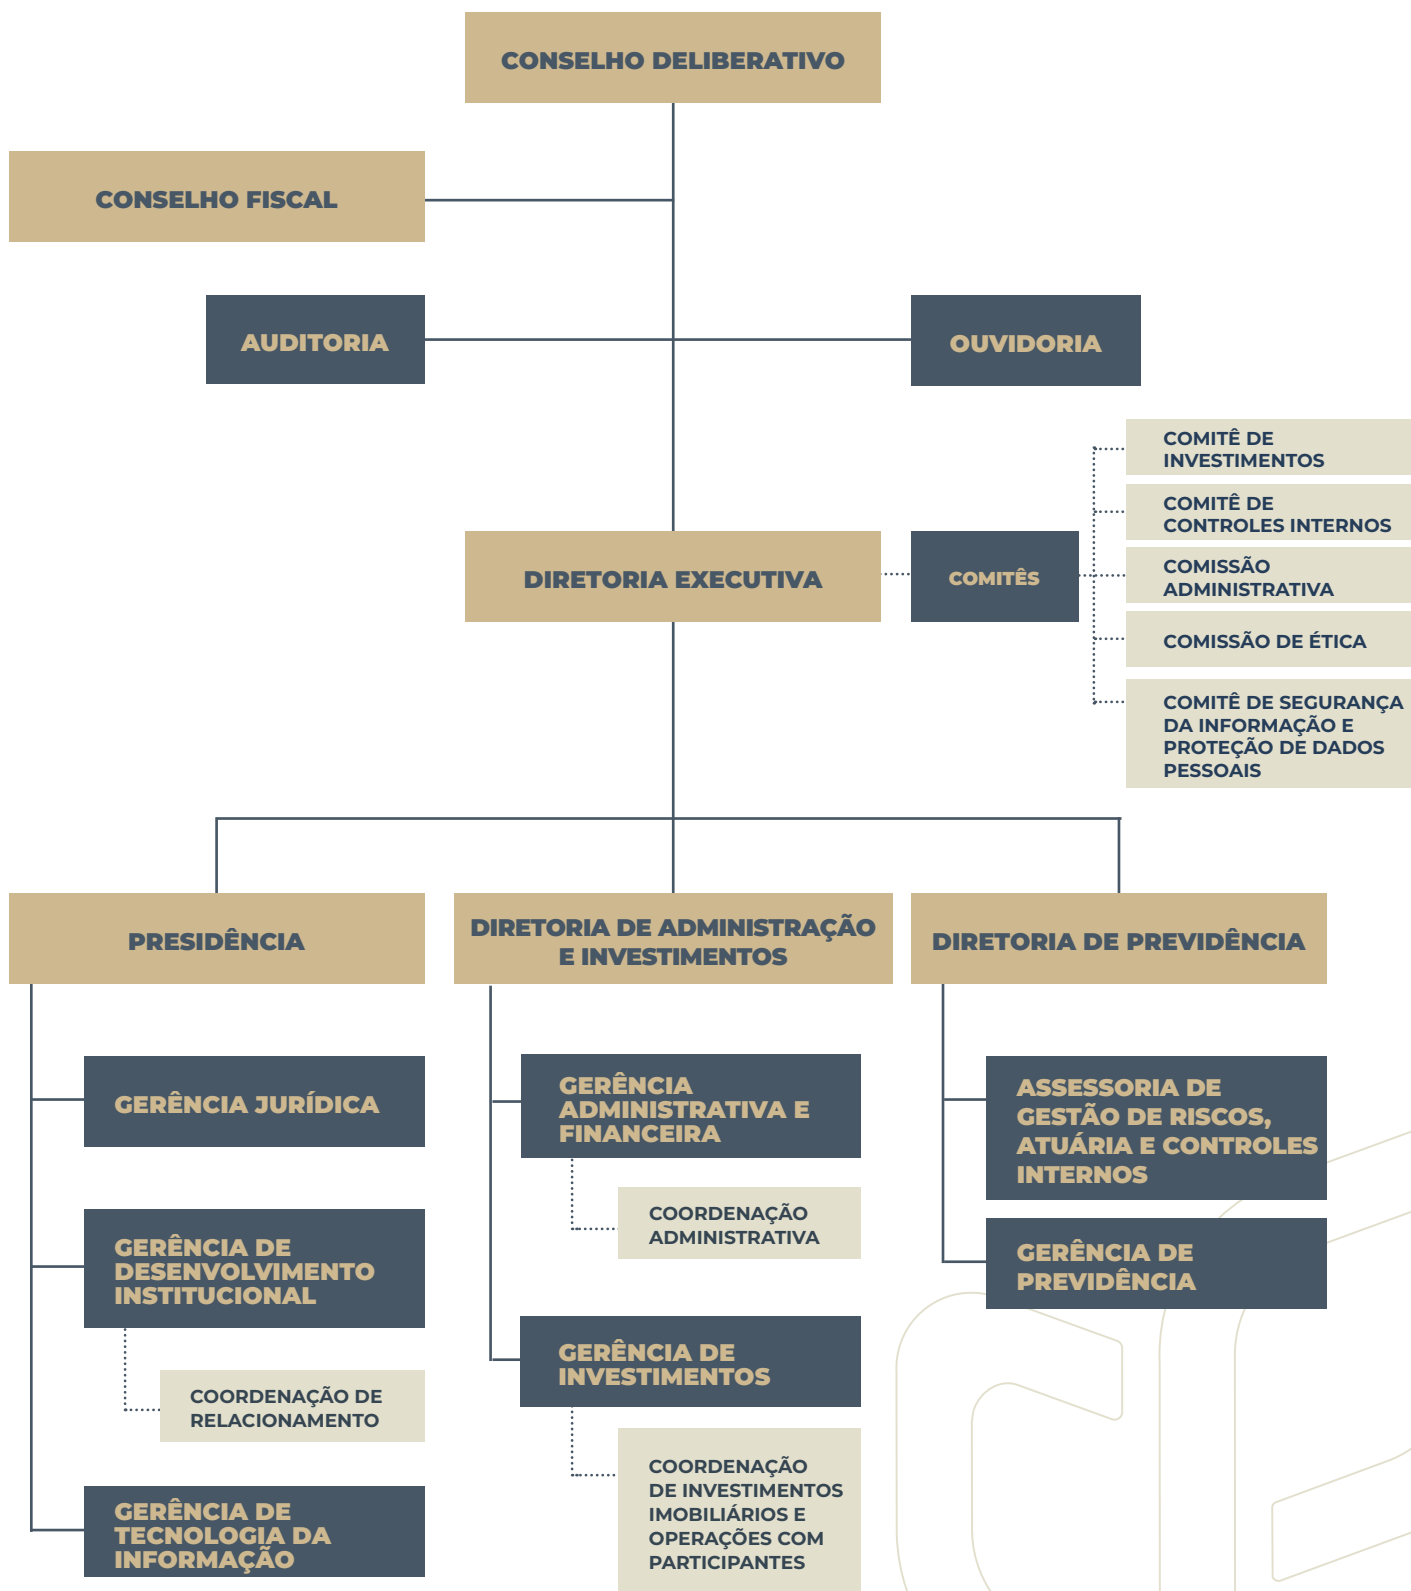 CONSELHO DELIBERATIVO
CONSELHO FISCAL
AUDITORIA
OUVIDORIA
DIRETORIA EXECUTIVA
COMITÊS
COMITÊ DE
INVESTIMENTOS
COMITÊ DE
CONTROLES INTERNOS
COMISSÃO
ADMINISTRATIVA
COMISSÃO DE ÉTICA
COMITÊ DE SEGURANÇA
DA INFORMAÇÃO E
PROTEÇÃO DE DADOS
PESSOAIS
PRESIDÊNCIA
GERÊNCIA JURÍDICA
GERÊNCIA DE
DESENVOLVIMENTO
INSTITUCIONAL
COORDENAÇÃO DE
RELACIONAMENTO
GERÊNCIA DE
TECNOLOGIA DA
INFORMAÇÃO
DIRETORIA DE ADMINISTRAÇÃO
E INVESTIMENTOS
GERÊNCIA
ADMINISTRATIVA E
FINANCEIRA
COORDENAÇÃO
ADMINISTRATIVA
GERÊNCIA DE
INVESTIMENTOS
COORDENAÇÃO
DE INVESTIMENTOS
IMOBILIÁRIOS E
OPERAÇÕES COM
PARTICIPANTES
DIRETORIA DE PREVIDÊNCIA
ASSESSORIA DE
GESTÃO DE RISCOS,
ATUÁRIA E CONTROLES
INTERNOS
GERÊNCIA DE
PREVIDÊNCIA